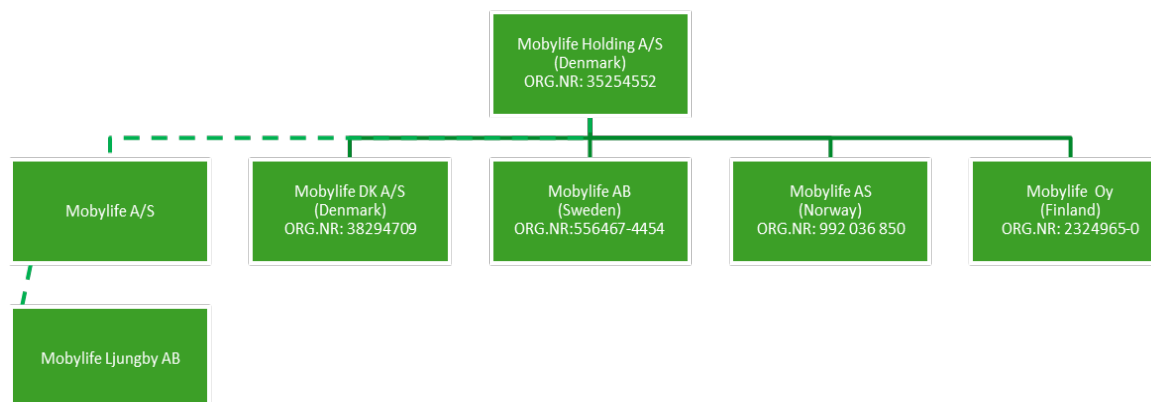 Mobylife Holding A/S
(Denmark)
ORG.NR: 35254552
Mobylife A/S
Mobylife DK A/S
(Denmark)
ORG.NR: 38294709
Mobylife AB
(Sweden)
ORG.NR:556467-4454
Mobylife AS
(Norway)
ORG.NR: 992 036 850
Mobylife Oy
(Finland)
ORG.NR: 2324965-0
Mobylife Ljungby AB